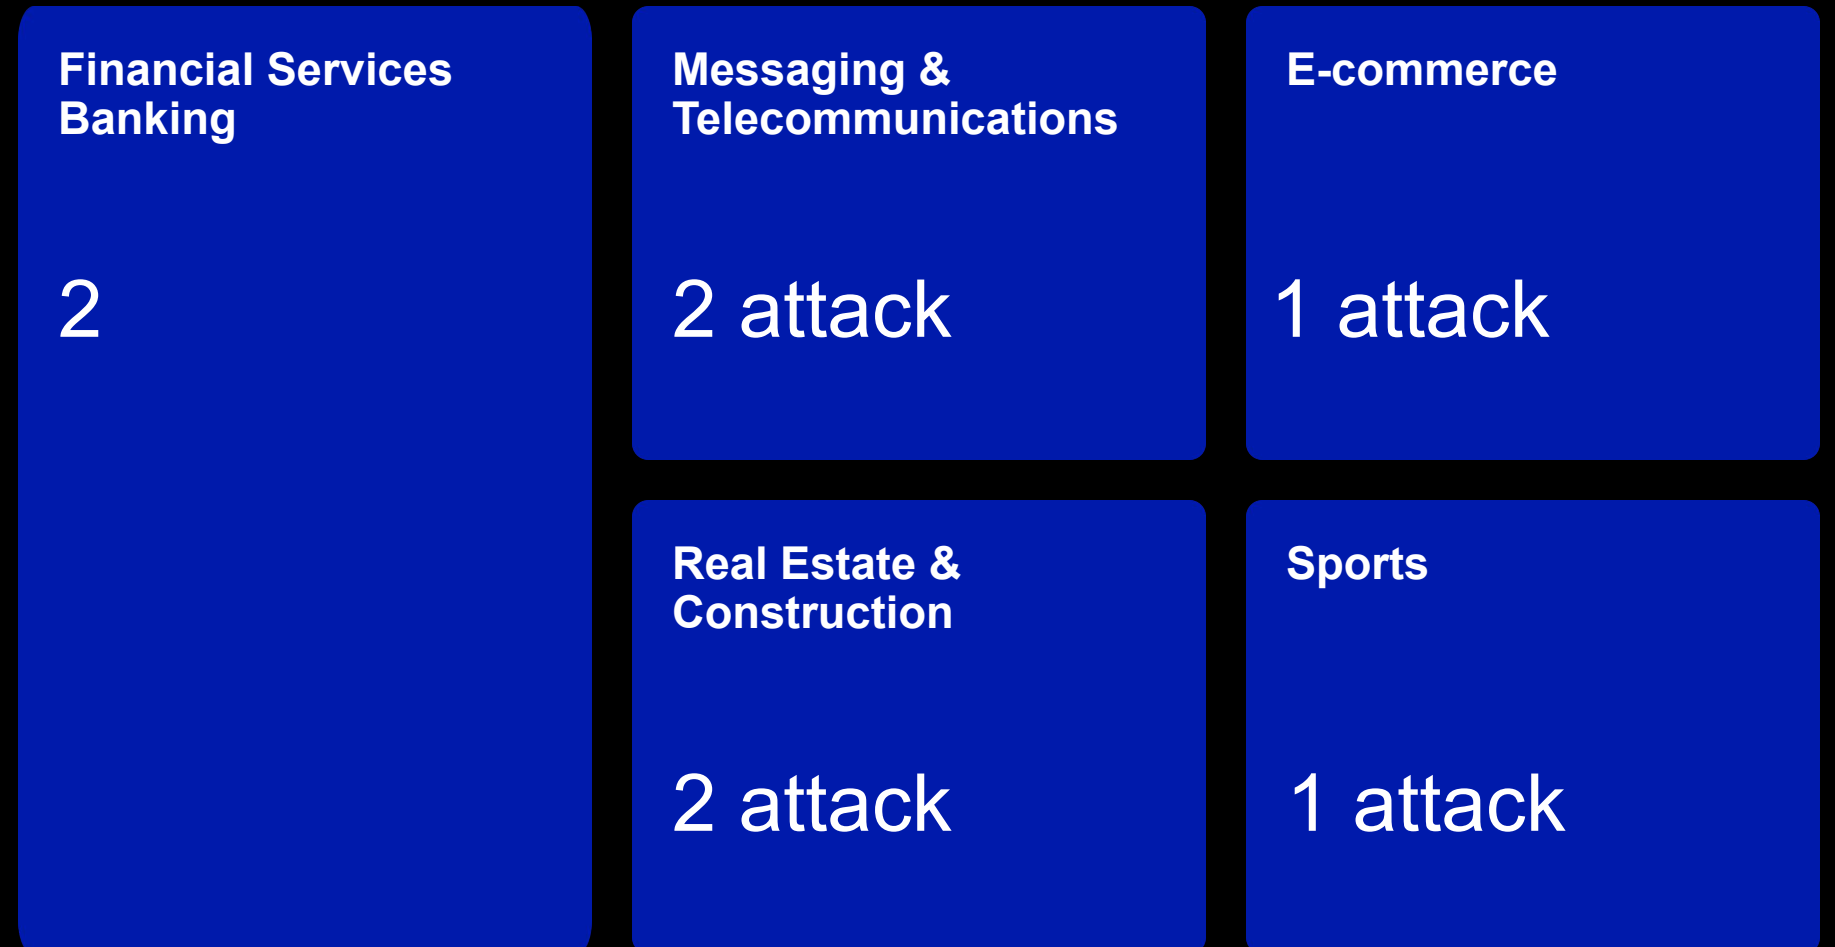 Financial Services
Banking
2
Messaging &
Telecommunications
2 attack
E-commerce
1 attack
Real Estate &
Construction
2 attack
Sports
1 attack